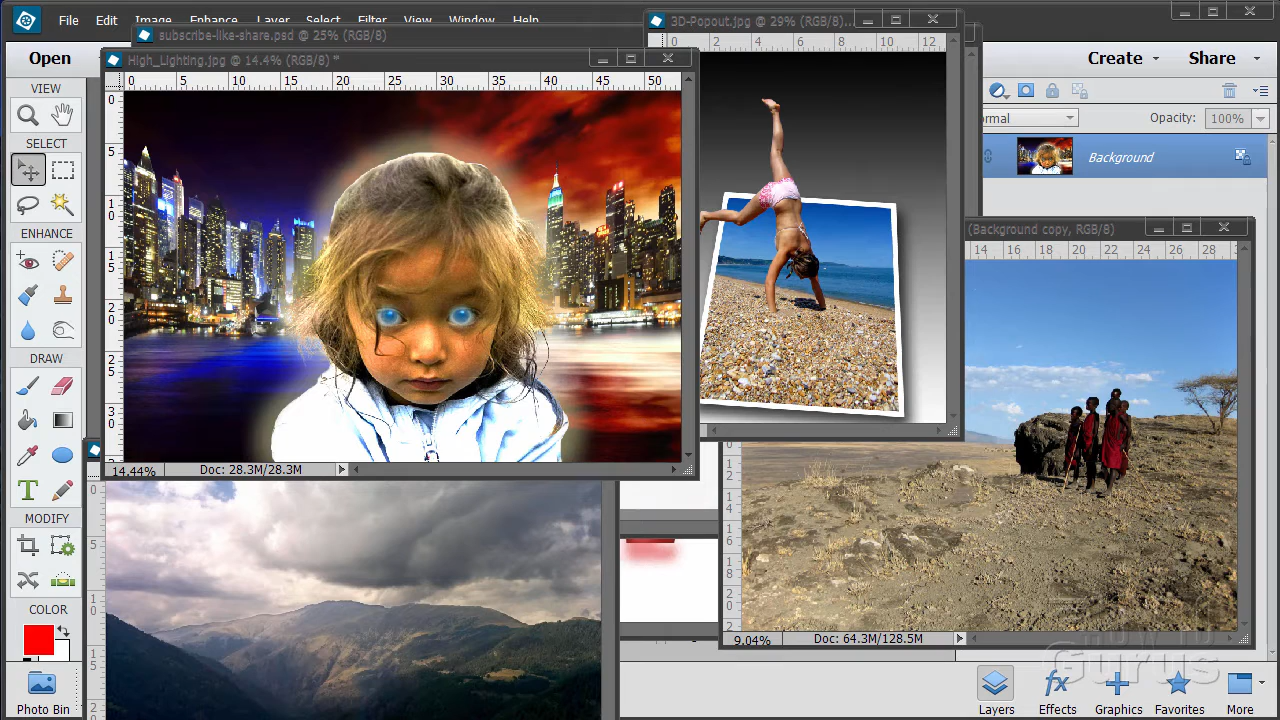 File Edit Image Enhance Layer Select Filter View Window Help
Open
Create
Share
subscribe-like-share.psd @ 25% (RGB/8)
3D-Popout.jpg @ 29% (RGB/8)...
High_Lighting.jpg @ 14.4% (RGB/8) *
0 5 10 15 20 25 30 35 40 45 50
0 2 4 6 8 10 12
VIEW
SELECT
ENHANCE
DRAW
MODIFY
COLOR
Photo Bin
Opacity: 100%
Background
(Background copy, RGB/8)
14 16 18 20 22 24 26 28
14.44% Doc: 28.3M/28.3M
9.04% Doc: 64.3M/128.5M
Gurus
Layers Effects Graphics Favorites More